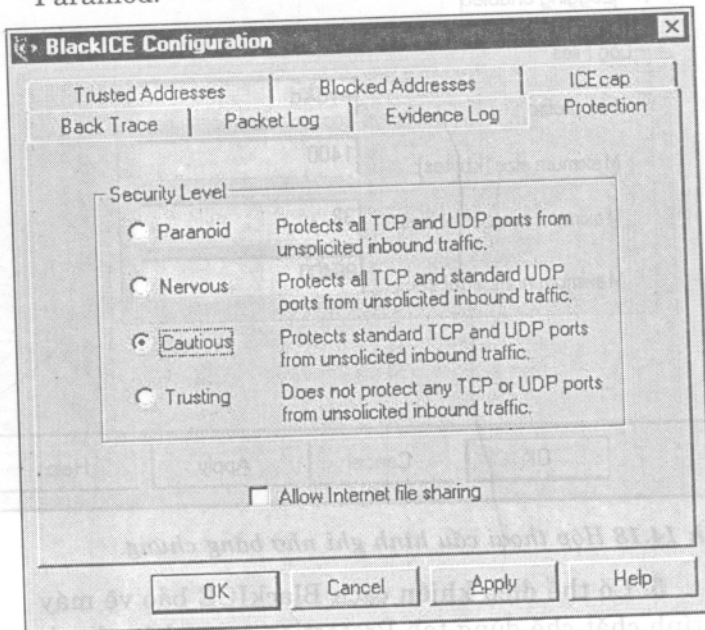 Paranoid.
BlackICE Configuration
Trusted Addresses
Blocked Addresses
ICEcap
Back Trace
Packet Log
Evidence Log
Protection
Security Level
Paranoid
Protects all TCP and UDP ports from
unsolicited inbound traffic.
Nervous
Protects all TCP and standard UDP
ports from unsolicited inbound traffic.
Cautious
Protects standard TCP and UDP ports
from unsolicited inbound traffic.
Trusting
Does not protect any TCP or UDP ports
from unsolicited inbound traffic.
Allow Internet file sharing
OK
Cancel
Apply
Help